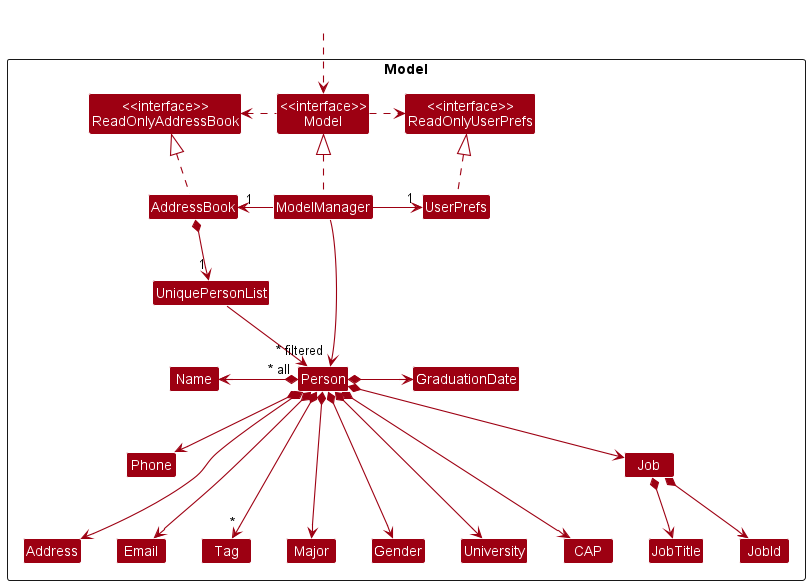 Model
<<interface>>
ReadOnlyAddressBook
<<interface>>
Model
<<interface>>
ReadOnlyUserPrefs
AddressBook
1
ModelManager
1
UserPrefs
1
UniquePersonList
* filtered
* all
Name
Person
GraduationDate
Phone
Job
*
Address
Email
Tag
Major
Gender
University
CAP
JobTitle
JobId